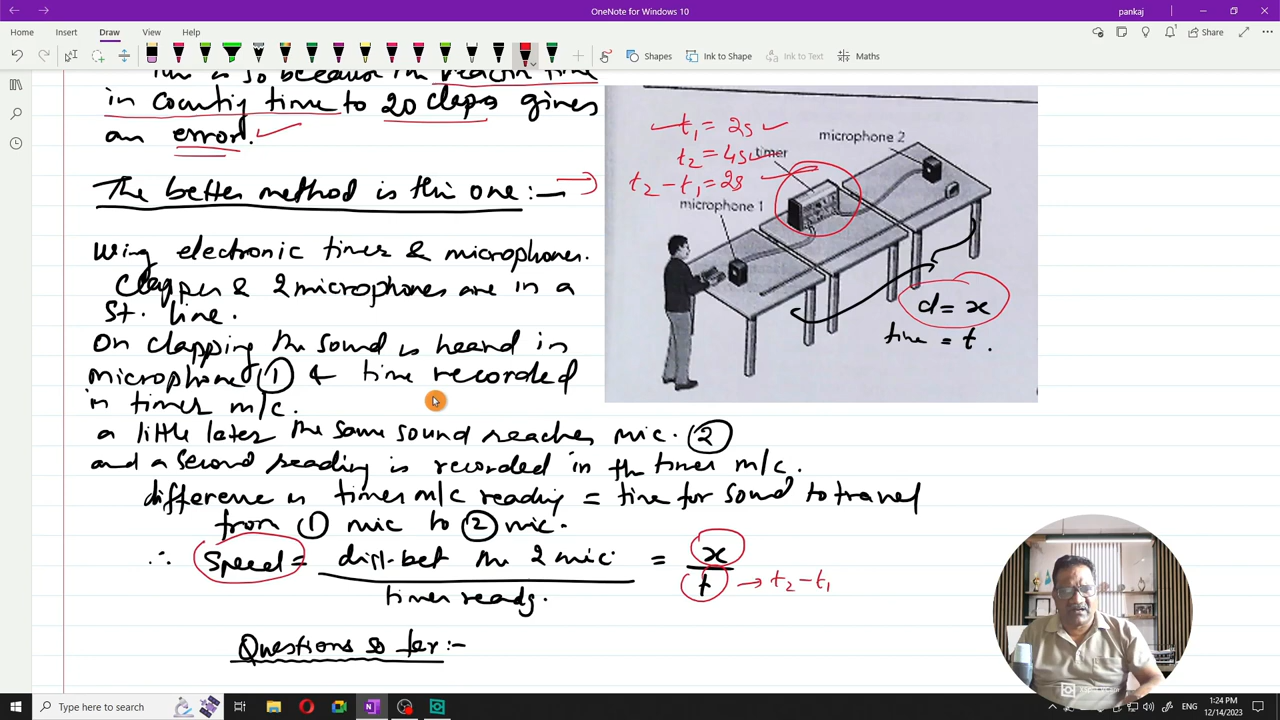 OneNote for Windows 10
pankaj
Home Insert Draw View Help
Share
Shapes
Ink to Shape
Ink to Text
Maths
in counting time to 20 claps gives
an error.
The better method is this one:-
using electronic timer & microphones.
Clapper & 2 microphones are in a
St. line.
On clapping the sound is heard in
microphone ① & time recorded
in timer m/c.
a little later the same sound reaches mic. ②
and a second reading is recorded in the timer m/c.
difference in timer m/c reading = time for sound to travel
from ① mic to ② mic.
∴ Speed = diff. bet the 2 mic = x
timer readg. t → t2 - t1
Questions so far:-
t1 = 2s
t2 = 4s
t2 - t1 = 2s
timer
microphone 2
microphone 1
d = x
time = t.
Type here to search
ENG
1:24 PM
12/14/2023